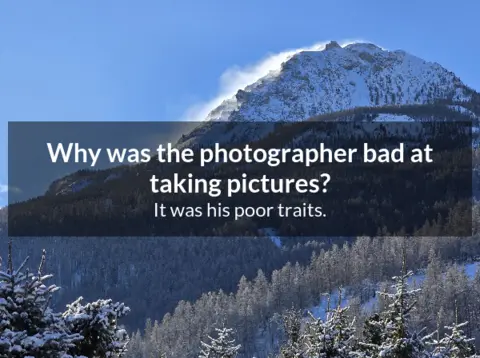 Why was the photographer bad at
taking pictures?
It was his poor traits.